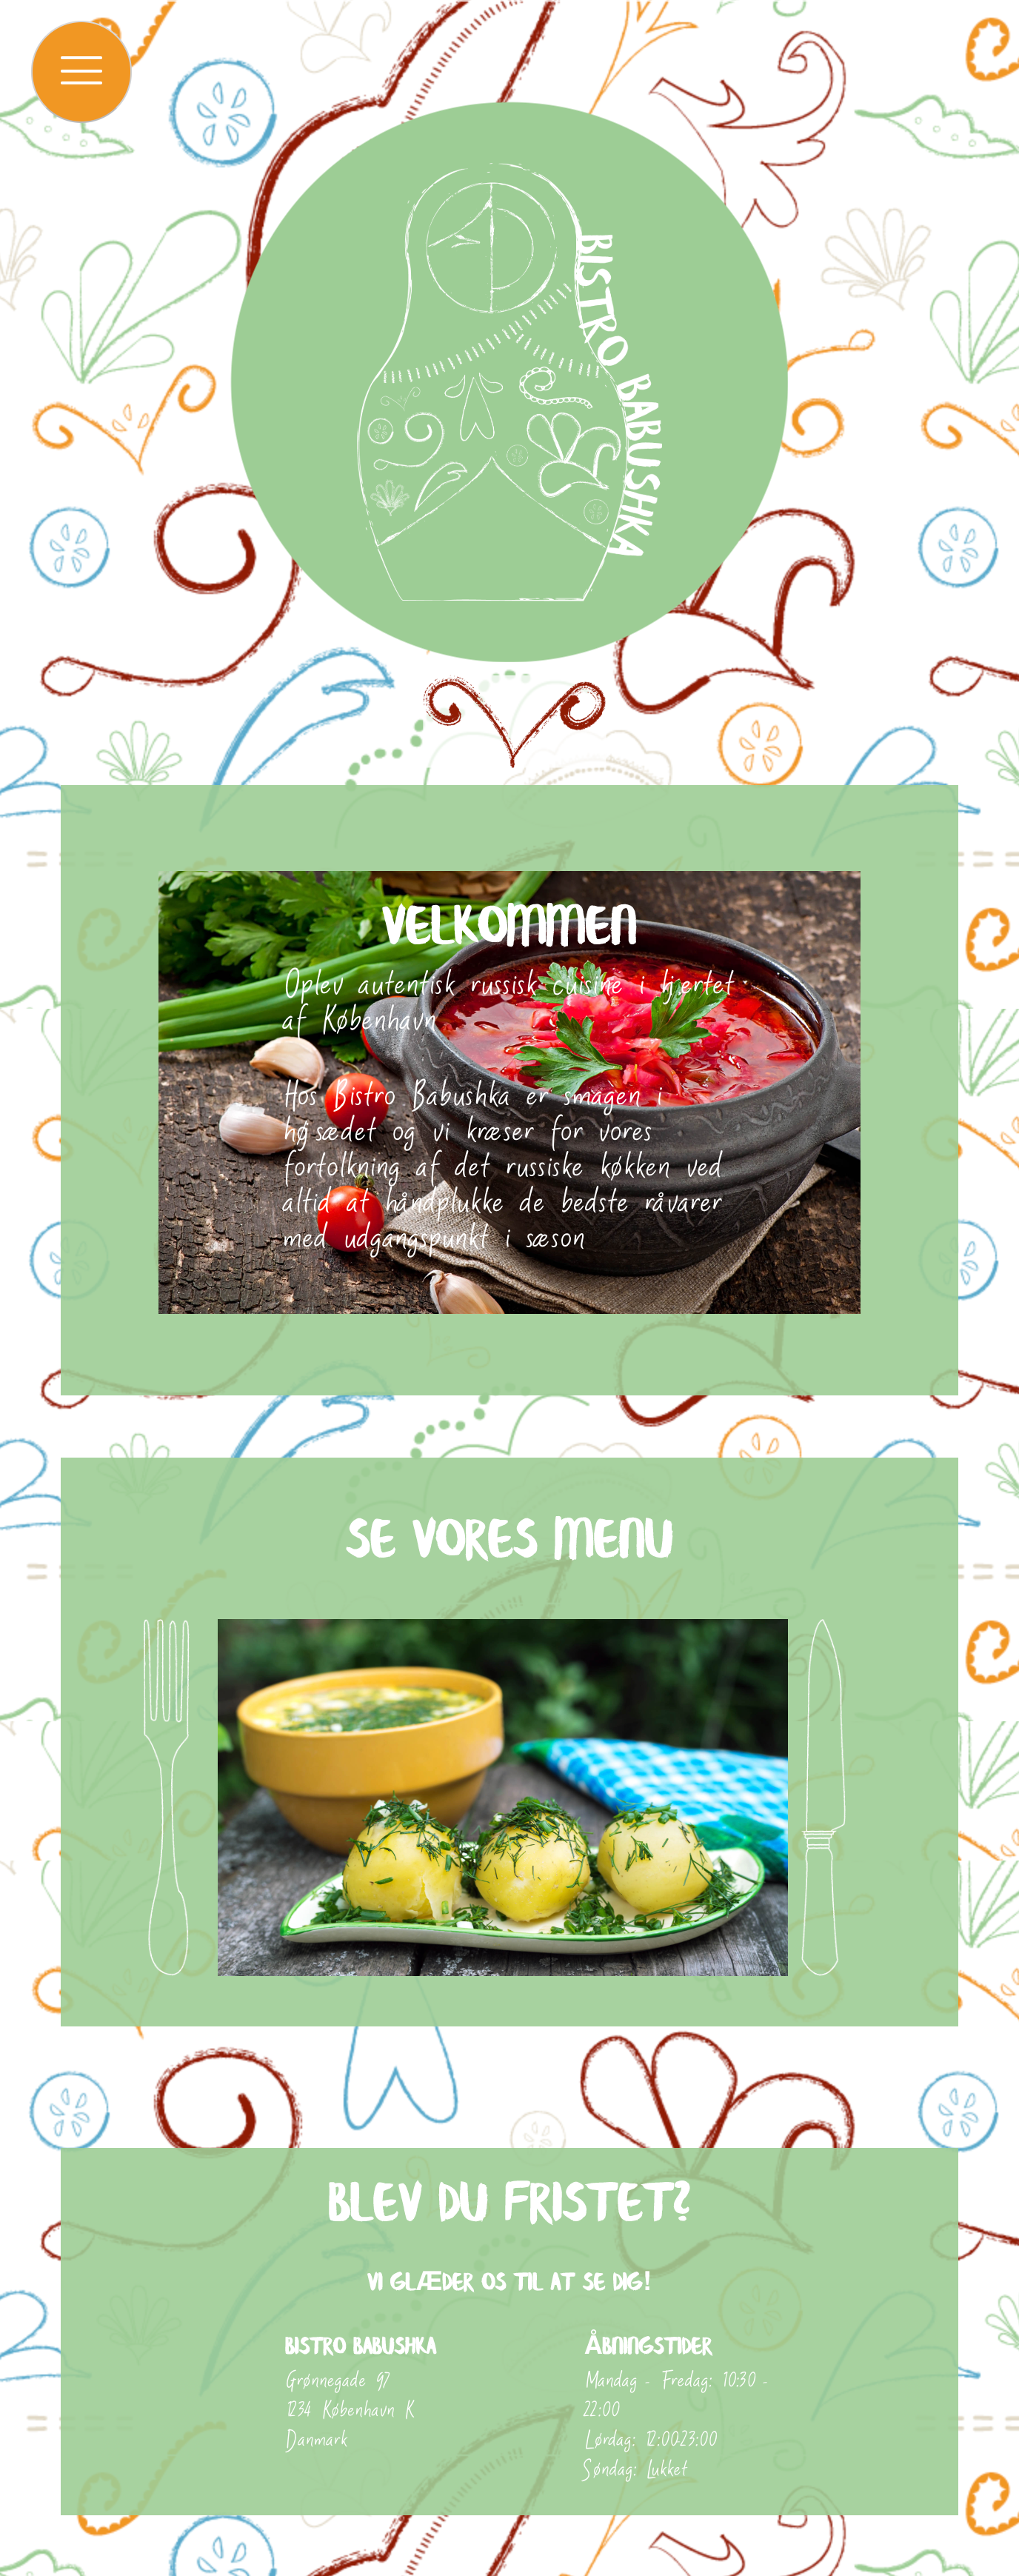 BISTRO BABUSHKA
VELKOMMEN
Oplev autentisk russisk cuisine i hjertet
af København
Hos Bistro Babushka er smagen i
højsædet og vi kræser for vores
fortolkning af det russiske køkken ved
altid at håndplukke de bedste råvarer
med udgangspunkt i sæson
SE VORES MENU
BLEV DU FRISTET?
VI GLÆDER OS TIL AT SE DIG!
BISTRO BABUSHKA
Grønnegade 97
1234 København K
Danmark
ÅBNINGSTIDER
Mandag - Fredag: 10:30 -
22:00
Lørdag: 12:0023:00
Søndag: Lukket